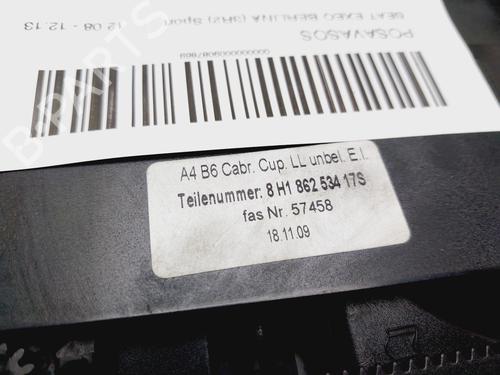 POSAVASOS
SEAT EXEO BERLINA (3R2) Sport
12.08 - 12.13
B-PARTS
A4 B6 Cabr. Cup. LL unbel. E.I.
Teilenummer: 8 H1 862 534 17S
fas Nr. 57458
18.11.09